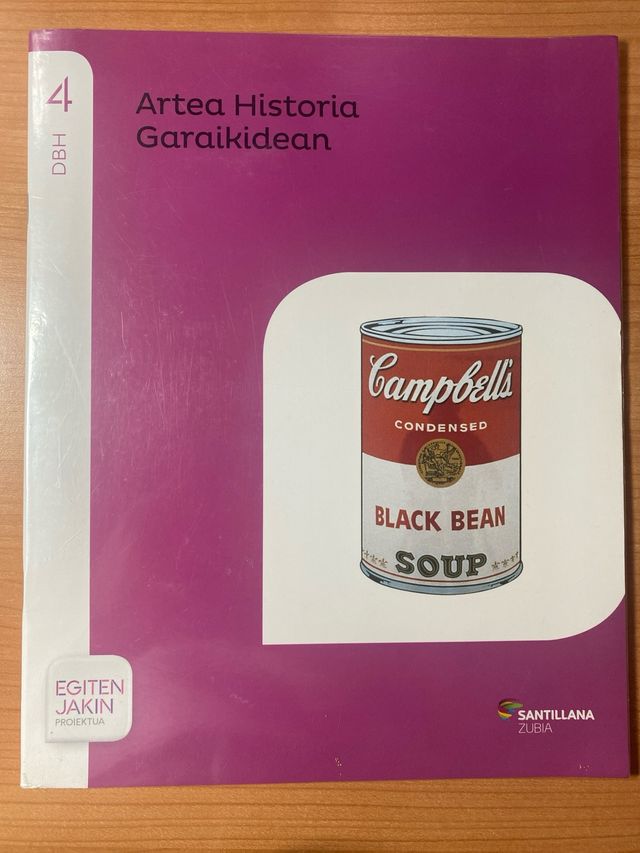 4
DBH
Artea Historia
Garaikidean
Campbell's
CONDENSED
BLACK BEAN
SOUP
EGITEN
JAKIN
PROIEKTUA
SANTILLANA
ZUBIA